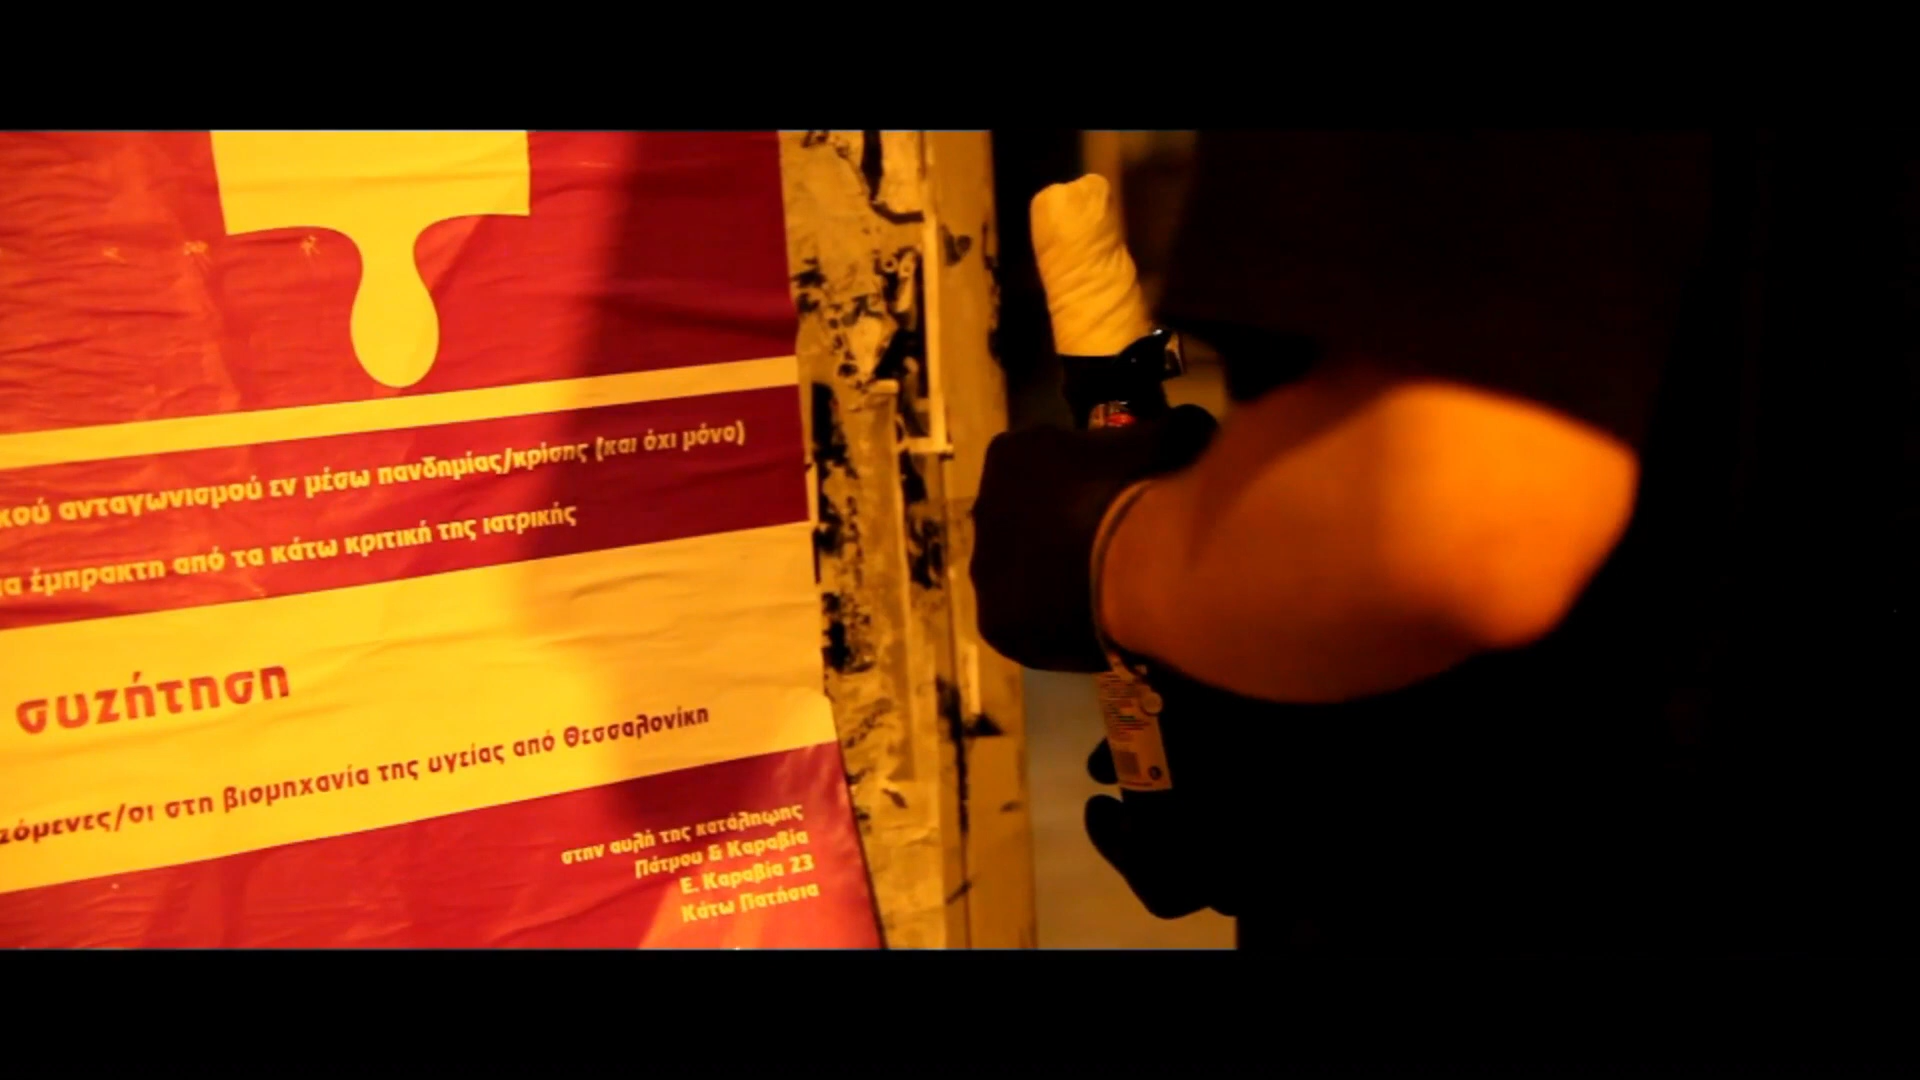 κού ανταγωνισμού εν μέσω πανδημίας/κρίσης (και όχι μόνο)
έμπρακτη από τα κάτω κριτική της ιατρικής
συζήτηση
ζόμενες/οι στη βιομηχανία της υγείας από Θεσσαλονίκη
στην αυλή της κατάληψης
Πάτμου & Καραβία
Ε. Καραβία 23
Κάτω Πατήσια